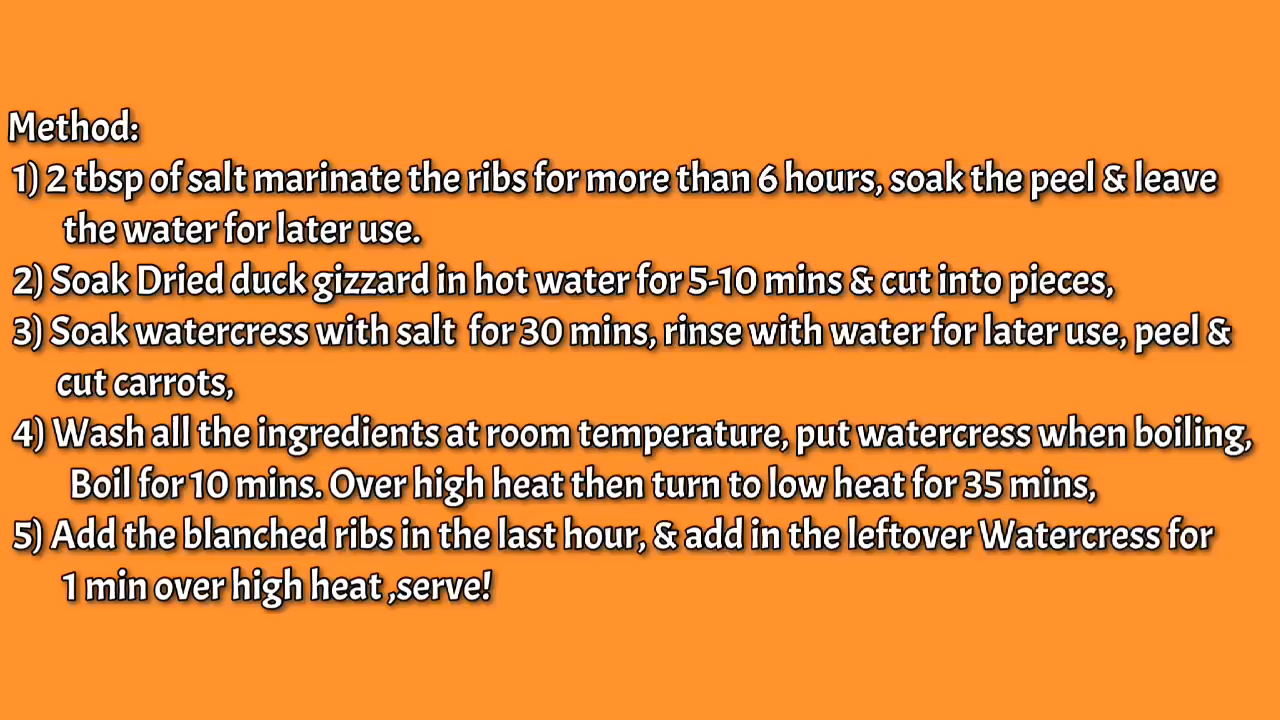 Method:
1) 2 tbsp of salt marinate the ribs for more than 6 hours, soak the peel & leave
the water for later use.
2) Soak Dried duck gizzard in hot water for 5-10 mins & cut into pieces,
3) Soak watercress with salt  for 30 mins, rinse with water for later use, peel &
cut carrots,
4) Wash all the ingredients at room temperature, put watercress when boiling,
Boil for 10 mins. Over high heat then turn to low heat for 35 mins,
5) Add the blanched ribs in the last hour, & add in the leftover Watercress for
1 min over high heat ,serve!